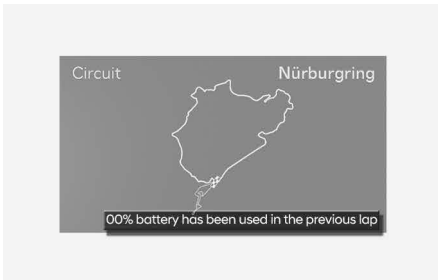 Circuit
Nürburgring
00% battery has been used in the previous lap